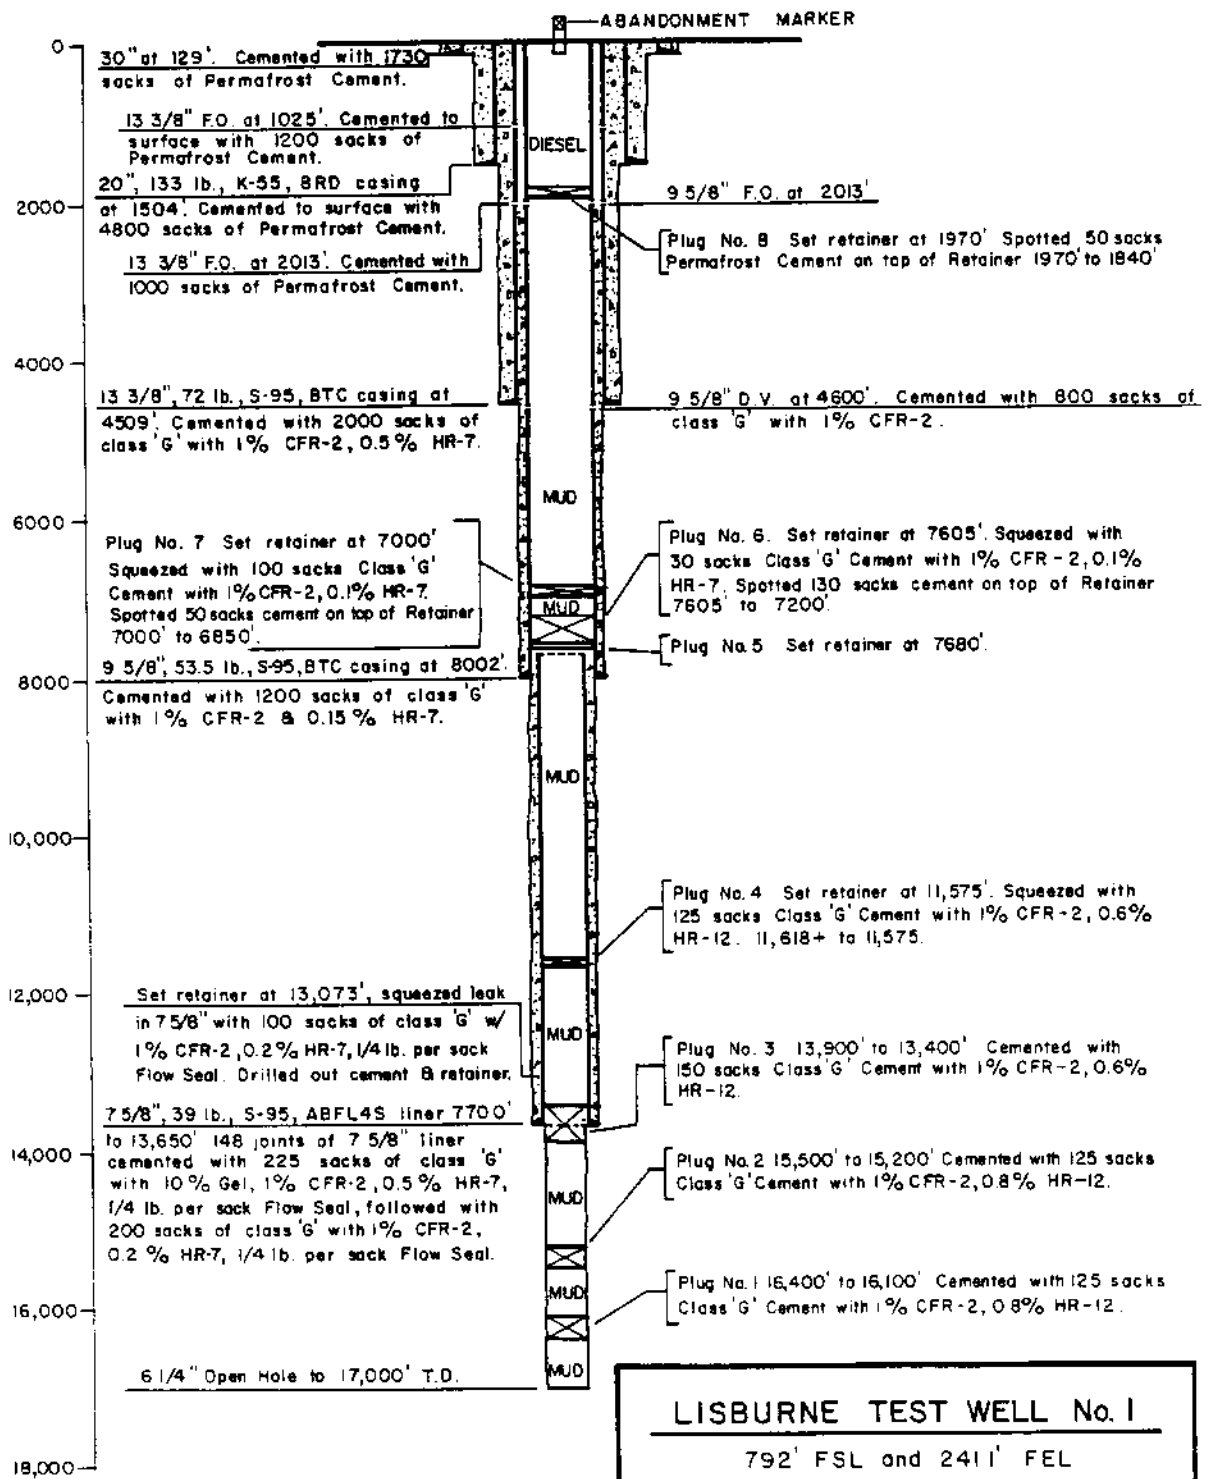 ABANDONMENT MARKER
0
30" at 129'. Cemented with 1730
sacks of Permafrost Cement.
13 3/8" F.O. at 1025'. Cemented to
surface with 1200 sacks of
Permafrost Cement.
DIESEL
20", 133 lb., K-55, 8RD casing
at 1504'. Cemented to surface with
4800 sacks of Permafrost Cement.
2000
9 5/8" F.O. at 2013'
Plug No. 8 Set retainer at 1970' Spotted 50 sacks
Permafrost Cement on top of Retainer 1970' to 1840'
13 3/8" F.O. at 2013'. Cemented with
1000 sacks of Permafrost Cement.
4000
13 3/8", 72 lb., S-95, BTC casing at
4509'. Cemented with 2000 sacks of
class 'G' with 1% CFR-2, 0.5% HR-7.
9 5/8" D.V. at 4600'. Cemented with 800 sacks of
class 'G' with 1% CFR-2.
MUD
6000
Plug No. 7 Set retainer at 7000'
Squeezed with 100 sacks Class 'G'
Cement with 1% CFR-2, 0.1% HR-7.
Spotted 50 sacks cement on top of Retainer
7000' to 6850'.
Plug No. 6. Set retainer at 7605'. Squeezed with
30 sacks Class 'G' Cement with 1% CFR-2, 0.1%
HR-7. Spotted 130 sacks cement on top of Retainer
7605' to 7200'.
MUD
Plug No. 5 Set retainer at 7680'.
9 5/8", 53.5 lb., S-95, BTC casing at 8002'.
Cemented with 1200 sacks of class 'G'
with 1% CFR-2 & 0.15% HR-7.
8000
MUD
10,000
Plug No. 4 Set retainer at 11,575'. Squeezed with
125 sacks Class 'G' Cement with 1% CFR-2, 0.6%
HR-12. 11,618+ to 11,575.
12,000
Set retainer at 13,073', squeezed leak
in 7 5/8" with 100 sacks of class 'G' w/
1% CFR-2, 0.2% HR-7, 1/4 lb. per sack
Flow Seal. Drilled out cement & retainer.
MUD
Plug No. 3 13,900' to 13,400' Cemented with
150 sacks Class 'G' Cement with 1% CFR-2, 0.6%
HR-12.
7 5/8", 39 lb., S-95, ABFL4S liner 7700'
to 13,650' 148 joints of 7 5/8" liner
cemented with 225 sacks of class 'G'
with 10% Gel, 1% CFR-2, 0.5% HR-7,
1/4 lb. per sack Flow Seal, followed with
200 sacks of class 'G' with 1% CFR-2,
0.2% HR-7, 1/4 lb. per sack Flow Seal.
14,000
Plug No. 2 15,500' to 15,200' Cemented with 125 sacks
Class 'G' Cement with 1% CFR-2, 0.8% HR-12.
MUD
MUD
Plug No. 1 16,400' to 16,100' Cemented with 125 sacks
Class 'G' Cement with 1% CFR-2, 0.8% HR-12.
16,000
MUD
6 1/4" Open Hole to 17,000' T.D.
18,000
LISBURNE TEST WELL No. 1
792' FSL and 2411' FEL